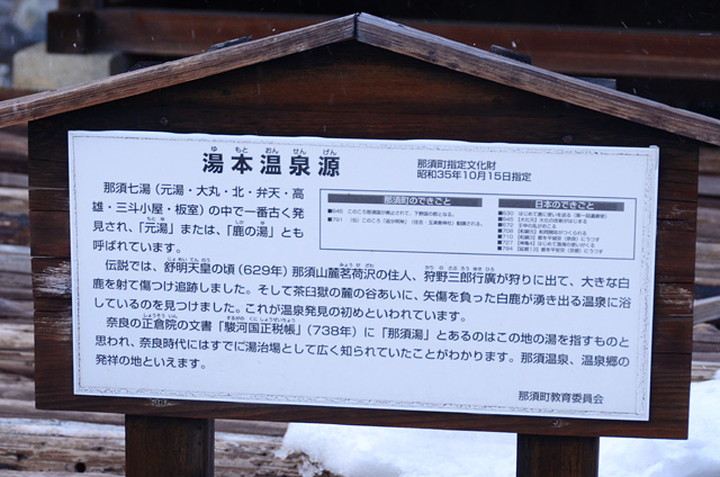 湯本温泉源
ゆもとおんせんげん
那須町指定文化財
昭和35年10月15日指定
那須七湯（元湯・大丸・北・弁天・高
雄・三斗小屋・板室）の中で一番古く発
見され、「元湯」または、「鹿の湯」とも
呼ばれています。
那須町のできごと
日本のできごと
伝説では、舒明天皇の頃（629年）那須山麓茗荷沢の住人、狩野三郎行廣が狩りに出て、大きな白
鹿を射て傷つけ追跡しました。そして茶臼獄の麓の谷あいに、矢傷を負った白鹿が湧き出る温泉に浴
しているのを見つけました。これが温泉発見の初めといわれています。
奈良の正倉院の文書「駿河国正税帳」（738年）に「那須湯」とあるのはこの地の湯を指すものと
思われ、奈良時代にはすでに湯治場として広く知られていたことがわかります。那須温泉、温泉郷の
発祥の地といえます。
那須町教育委員会